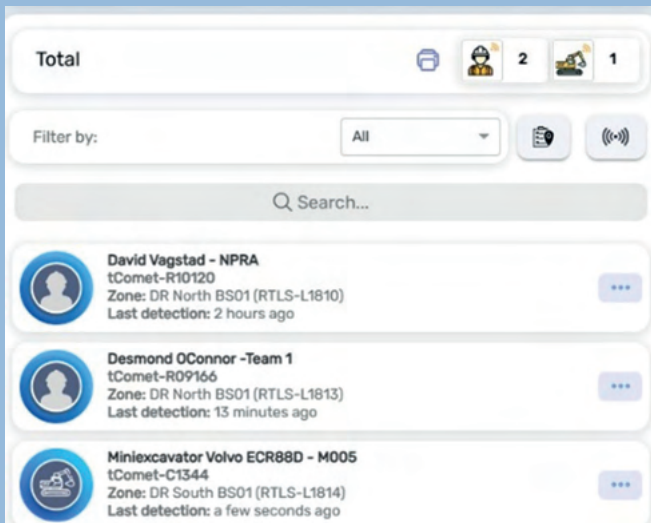 Total
2
1
Filter by:
All
Search...
David Vagstad - NPRA
tComet-R10120
Zone: DR North BS01 (RTLS-L1810)
Last detection: 2 hours ago
Desmond OConnor -Team 1
tComet-R09166
Zone: DR North BS01 (RTLS-L1813)
Last detection: 13 minutes ago
Miniexcavator Volvo ECR88D - M005
tComet-C1344
Zone: DR South BS01 (RTLS-L1814)
Last detection: a few seconds ago